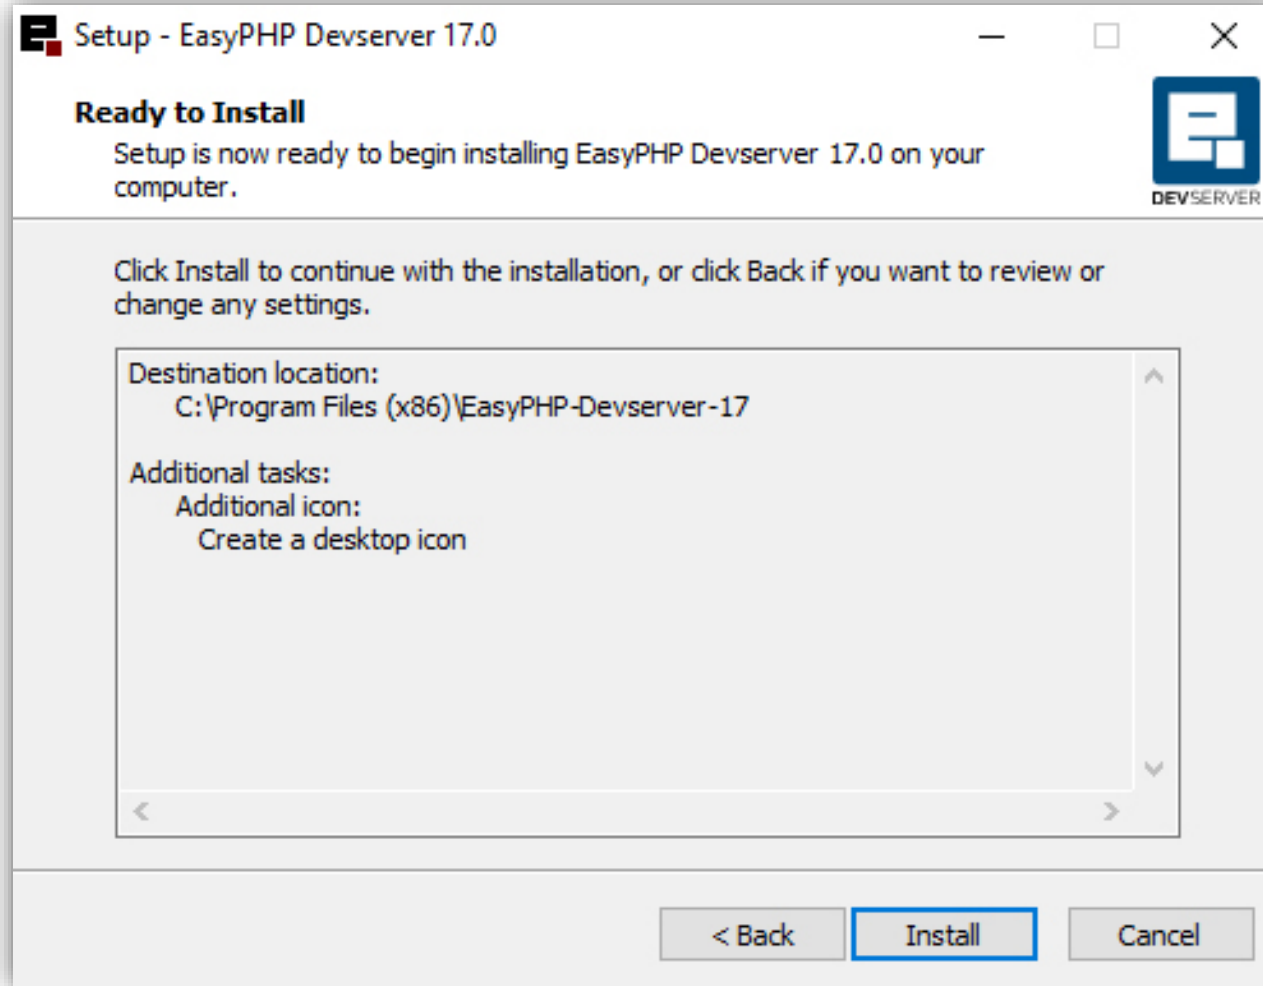 Setup - EasyPHP Devserver 17.0
Ready to Install
Setup is now ready to begin installing EasyPHP Devserver 17.0 on your
computer.
DEVSERVER
Click Install to continue with the installation, or click Back if you want to review or
change any settings.
Destination location:
C:\Program Files (x86)\EasyPHP-Devserver-17
Additional tasks:
Additional icon:
Create a desktop icon
< Back
Install
Cancel